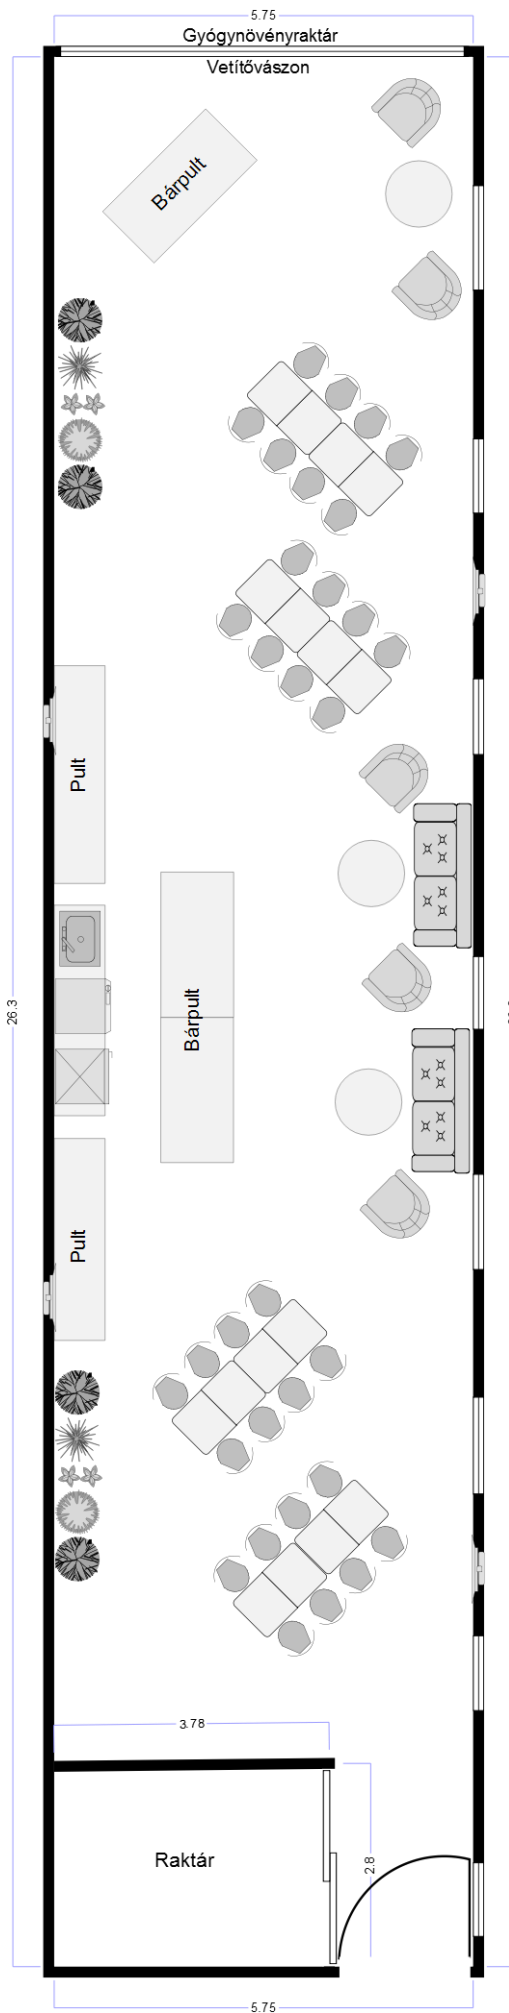 5.75
Gyógynövényraktár
Vetítővászon
Bárpult
Pult
26.3
Bárpult
Pult
3.78
Raktár
2.8
5.75